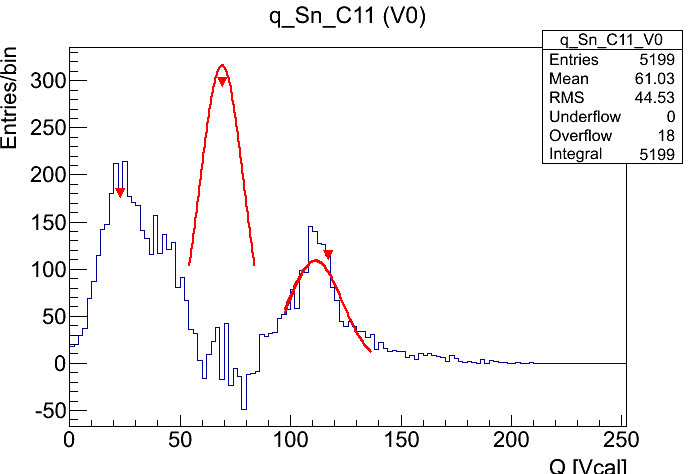 q_Sn_C11 (V0)
q_Sn_C11_V0
Entries 5199
Mean 61.03
RMS 44.53
Underflow 0
Overflow 18
Integral 5199
Entries/bin
300
250
200
150
100
50
0
-50
0 50 100 150 200 250
Q [Vcal]